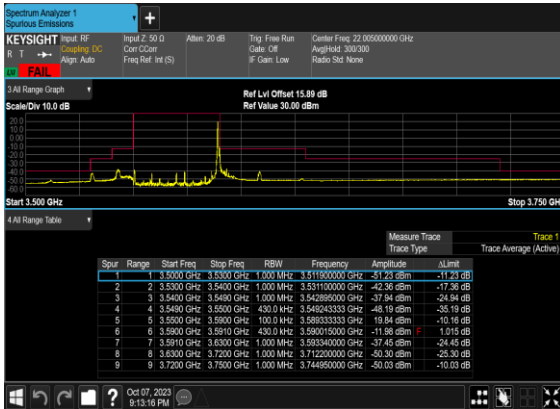 Spectrum Analyzer 1
Spurious Emissions
KEYSIGHT Input: RF Input Z: 50 Ω Atten: 20 dB Trig: Free Run Center Freq: 22.005000000 GHz
R T Coupling: DC Corr CCorr Gate: Off Avg|Hold: 300/300
Align: Auto Freq Ref: Int (S) IF Gain: Low Radio Std: None
LV FAIL
3 All Range Graph
Ref Lvl Offset 15.89 dB
Scale/Div 10.0 dB Ref Value 30.00 dBm
20.0
10.0
0.00
-10.0
-20.0
-30.0
-40.0
-50.0
-60.0
Start 3.500 GHz Stop 3.750 GHz
4 All Range Table
Measure Trace Trace 1
Trace Type Trace Average (Active)
Spur Range Start Freq Stop Freq RBW Frequency Amplitude ΔLimit
1 1 3.5000 GHz 3.5300 GHz 1.000 MHz 3.511900000 GHz -51.23 dBm -11.23 dB
2 2 3.5300 GHz 3.5400 GHz 1.000 MHz 3.531100000 GHz -42.36 dBm -17.36 dB
3 3 3.5400 GHz 3.5490 GHz 1.000 MHz 3.542895000 GHz -37.94 dBm -24.94 dB
4 4 3.5490 GHz 3.5500 GHz 430.0 kHz 3.549243333 GHz -48.19 dBm -35.19 dB
5 5 3.5500 GHz 3.5900 GHz 100.0 kHz 3.589333333 GHz 19.84 dBm -10.16 dB
6 6 3.5900 GHz 3.5910 GHz 430.0 kHz 3.590015000 GHz -11.98 dBm F 1.015 dB
7 7 3.5910 GHz 3.6300 GHz 1.000 MHz 3.593340000 GHz -37.45 dBm -24.45 dB
8 8 3.6300 GHz 3.7200 GHz 1.000 MHz 3.712200000 GHz -50.30 dBm -25.30 dB
9 9 3.7200 GHz 3.7500 GHz 1.000 MHz 3.744950000 GHz -50.03 dBm -10.03 dB
Oct 07, 2023
9:13:16 PM